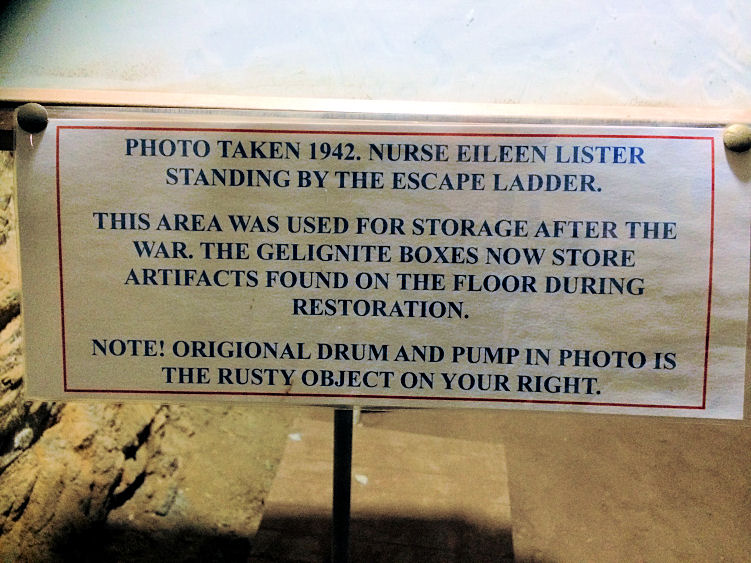 PHOTO TAKEN 1942. NURSE EILEEN LISTER
STANDING BY THE ESCAPE LADDER.
THIS AREA WAS USED FOR STORAGE AFTER THE
WAR. THE GELIGNITE BOXES NOW STORE
ARTIFACTS FOUND ON THE FLOOR DURING
RESTORATION.
NOTE! ORIGIONAL DRUM AND PUMP IN PHOTO IS
THE RUSTY OBJECT ON YOUR RIGHT.